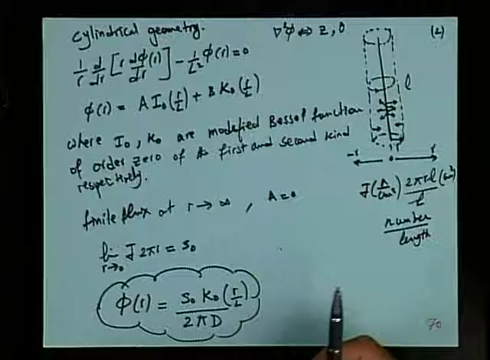 cylindrical geometry.
∇²φ ⇔ z, θ
(2)
1/r d/dr [r dφ(r)/dr] - 1/L² φ(r) = 0
φ(r) = A I₀(r/L) + B K₀(r/L)
l
where I₀, K₀ are modified Bessel function
of order zero of first and second kind
respectively.
-r 0 r
J(n/cm²) 2πrl (cm²) / l
number / length
finite flux at r → ∞, A = 0
lim r→0 J 2πr = S₀
φ(r) = S₀ K₀(r/L) / 2πD
70